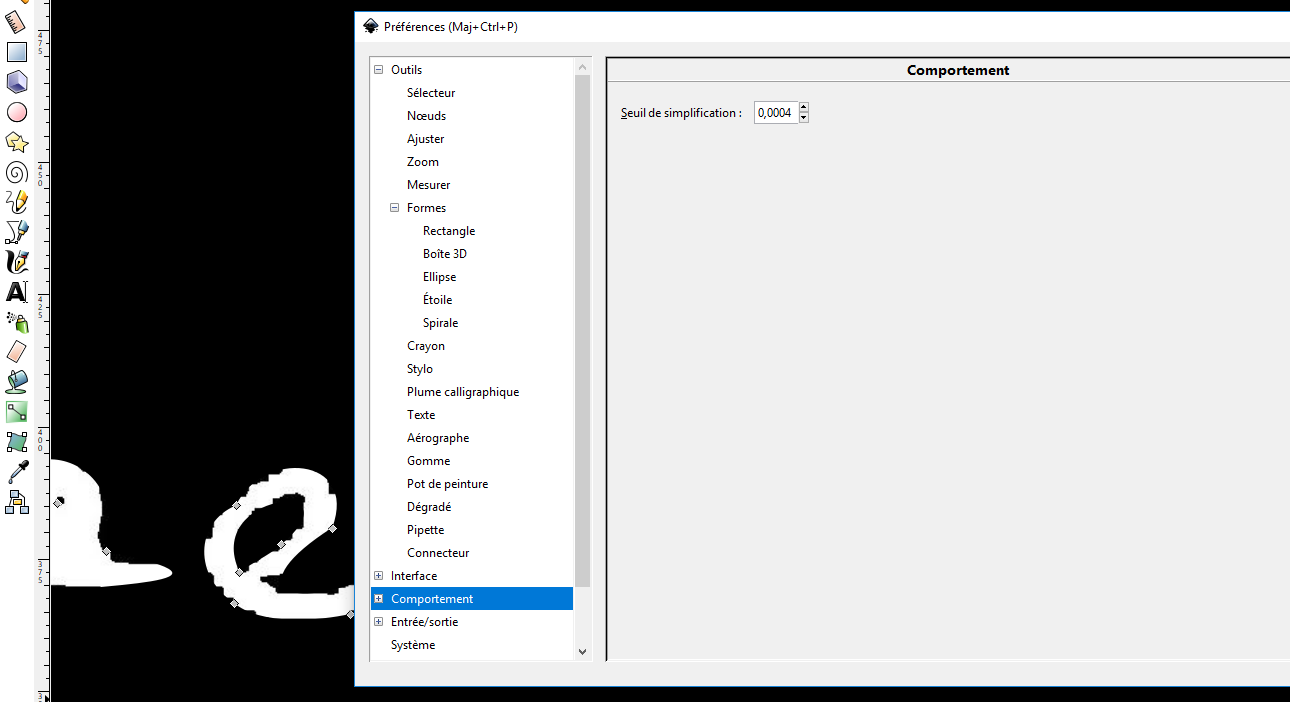 Préférences (Maj+Ctrl+P)
Outils
Sélecteur
Nœuds
Ajuster
Zoom
Mesurer
Formes
Rectangle
Boîte 3D
Ellipse
Étoile
Spirale
Crayon
Stylo
Plume calligraphique
Texte
Aérographe
Gomme
Pot de peinture
Dégradé
Pipette
Connecteur
Interface
Comportement
Entrée/sortie
Système
Comportement
Seuil de simplification : 0,0004
475
450
425
400
375
e